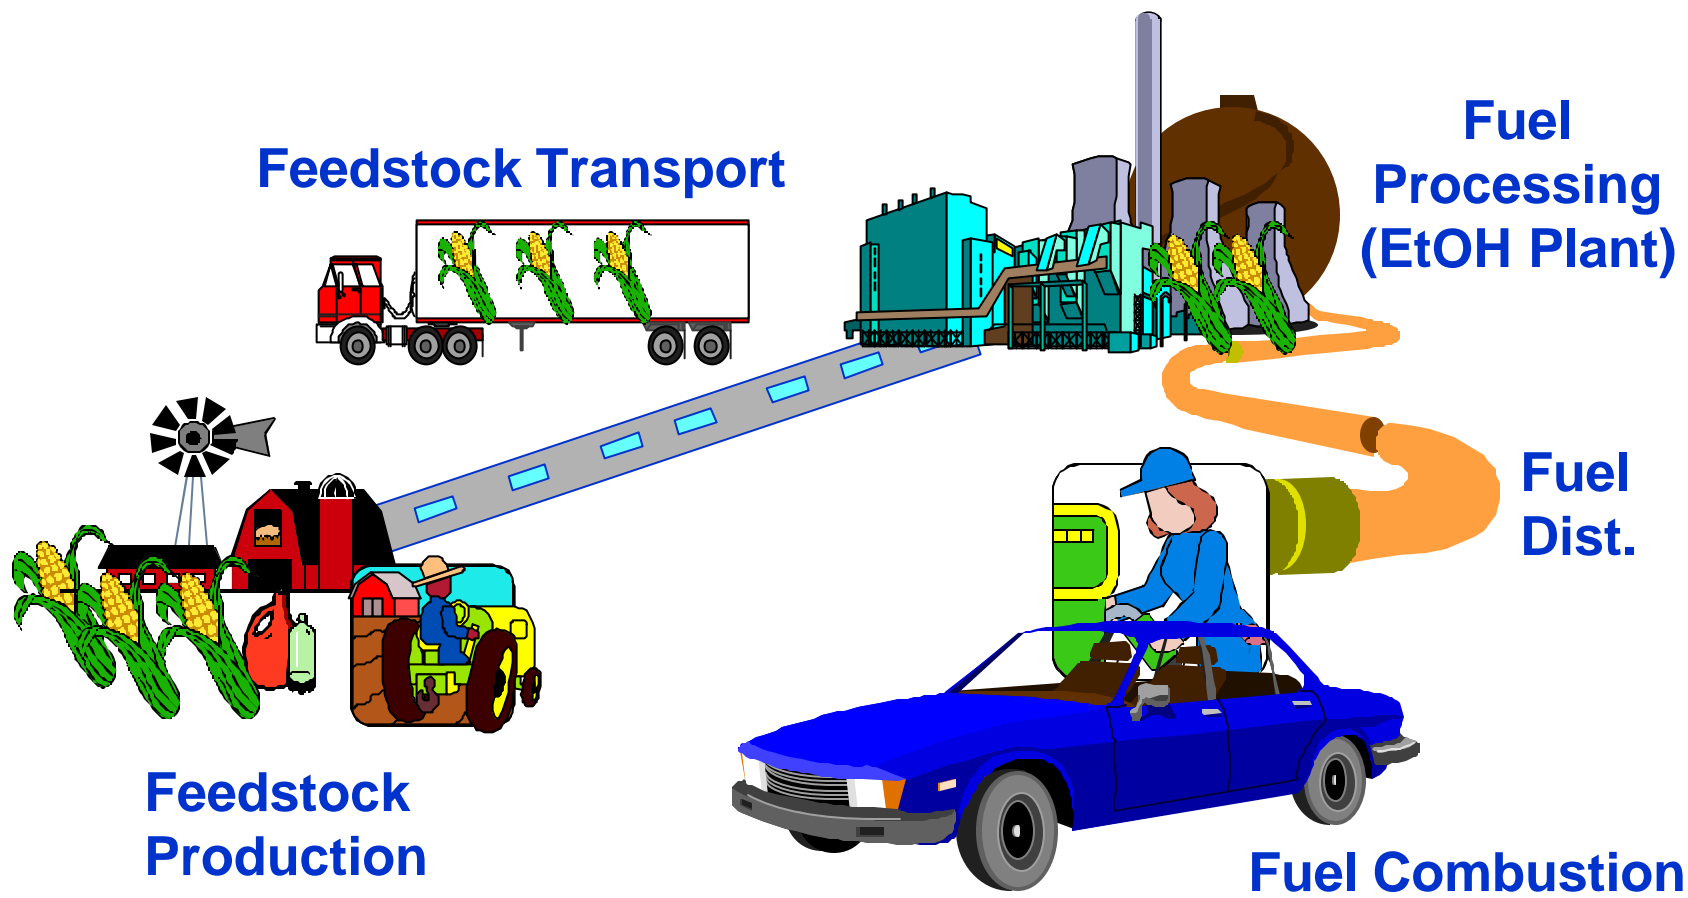 Feedstock Transport
Fuel
Processing
(EtOH Plant)
Fuel
Dist.
Feedstock
Production
Fuel Combustion